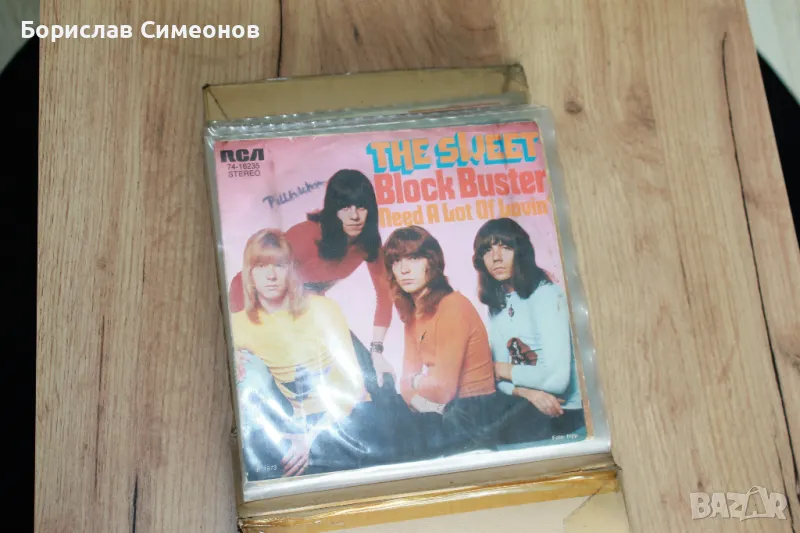 Борислав Симеонов
RCA
74-16235
STEREO
THE SWEET
Block Buster
Need A Lot Of Lovin'
BAZAR